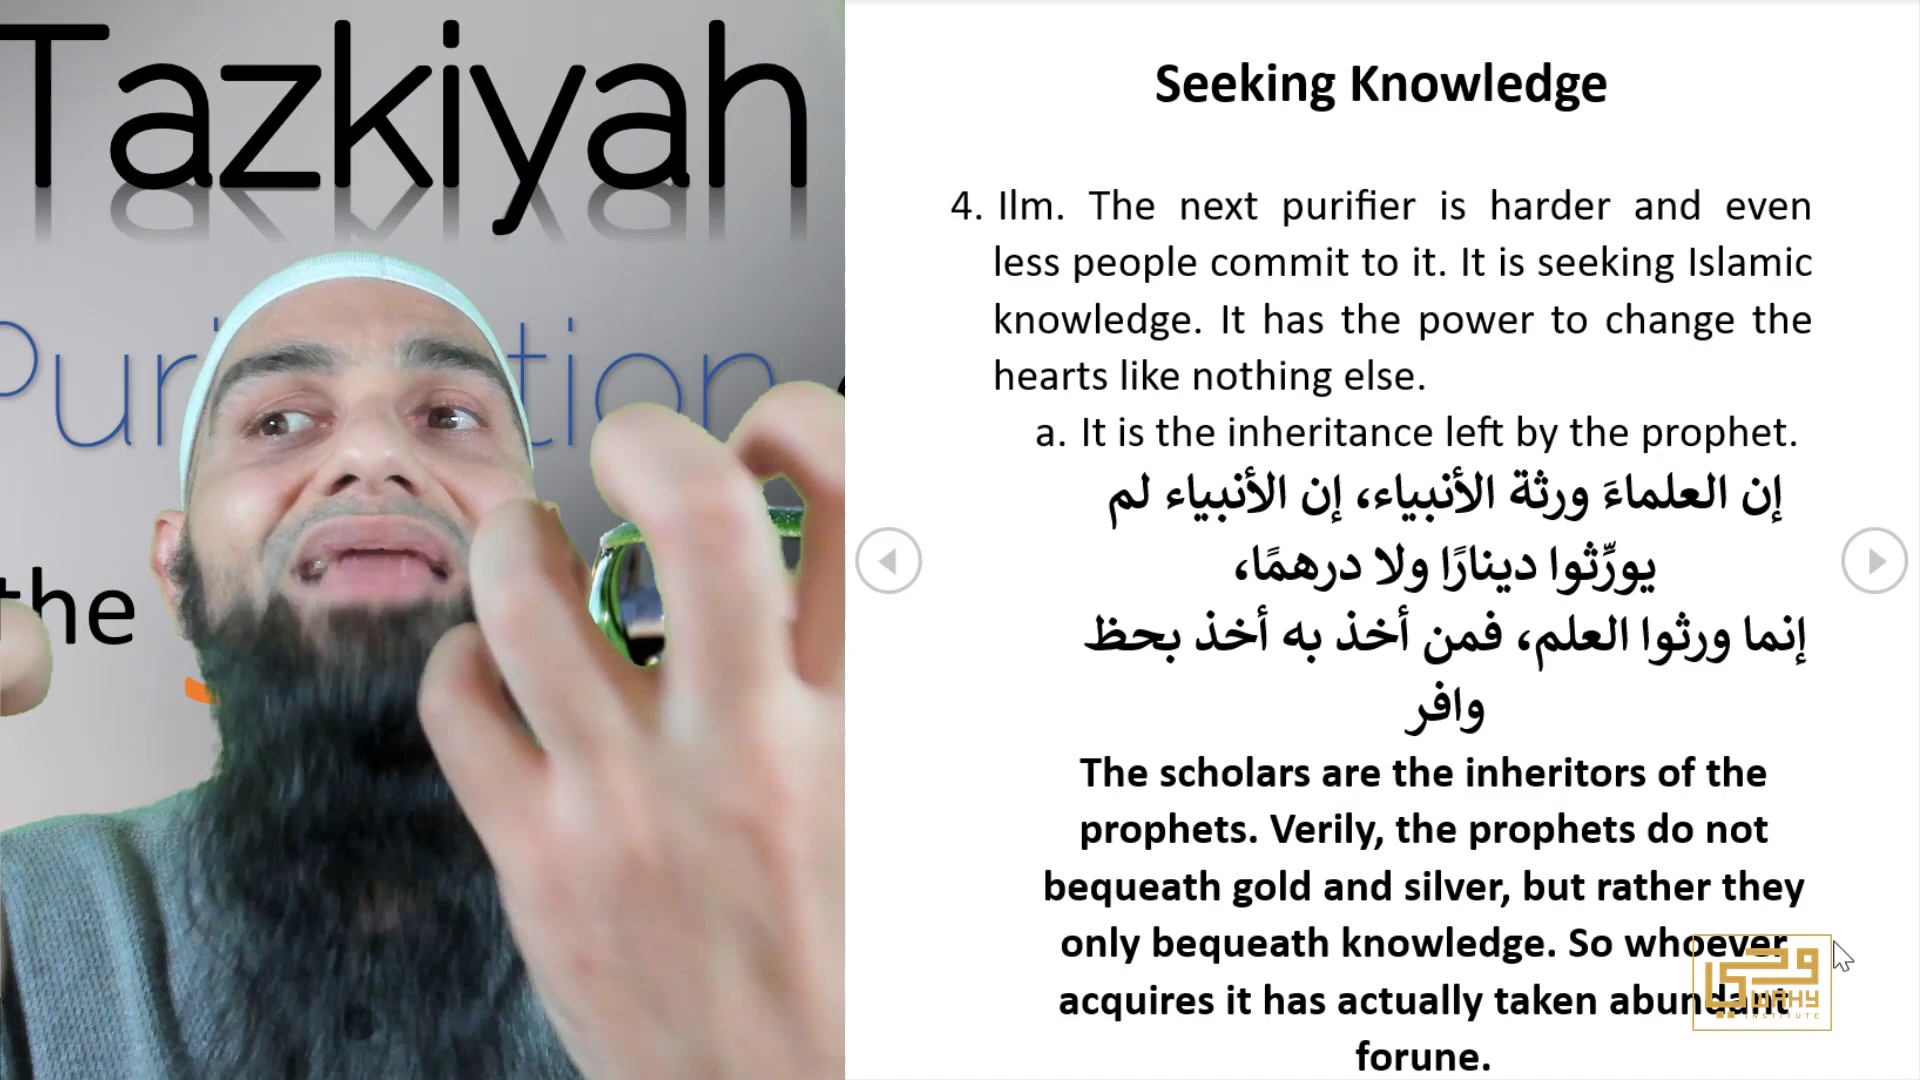 Tazkiyah
Pur tion
the
Seeking Knowledge
4. Ilm. The next purifier is harder and even
less people commit to it. It is seeking Islamic
knowledge. It has the power to change the
hearts like nothing else.
a. It is the inheritance left by the prophet.
إن العلماءَ ورثة الأنبياء، إن الأنبياء لم
يورِّثوا دينارًا ولا درهمًا،
إنما ورثوا العلم، فمن أخذ به أخذ بحظ
وافر
The scholars are the inheritors of the
prophets. Verily, the prophets do not
bequeath gold and silver, but rather they
only bequeath knowledge. So whoever
acquires it has actually taken abundant
forune.
وحي
WAHY
INSTITUTE